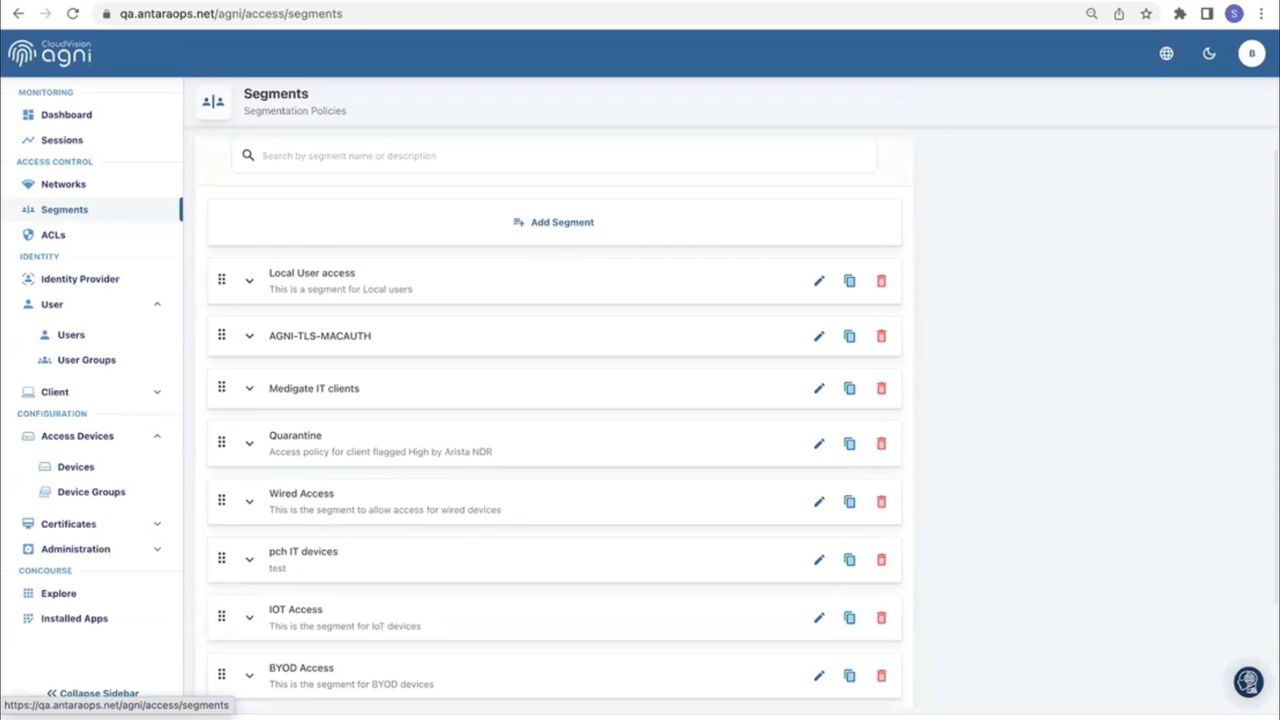 qa.antaraops.net/agni/access/segments
S
CloudVision
agni
B
MONITORING
Dashboard
Sessions
ACCESS CONTROL
Networks
Segments
ACLs
IDENTITY
Identity Provider
User
Users
User Groups
Client
CONFIGURATION
Access Devices
Devices
Device Groups
Certificates
Administration
CONCOURSE
Explore
Installed Apps
Collapse Sidebar
https://qa.antaraops.net/agni/access/segments
Segments
Segmentation Policies
Search by segment name or description
Add Segment
Local User access
This is a segment for Local users
AGNI-TLS-MACAUTH
Medigate IT clients
Quarantine
Access policy for client flagged High by Arista NDR
Wired Access
This is the segment to allow access for wired devices
pch IT devices
test
IOT Access
This is the segment for IoT devices
BYOD Access
This is the segment for BYOD devices